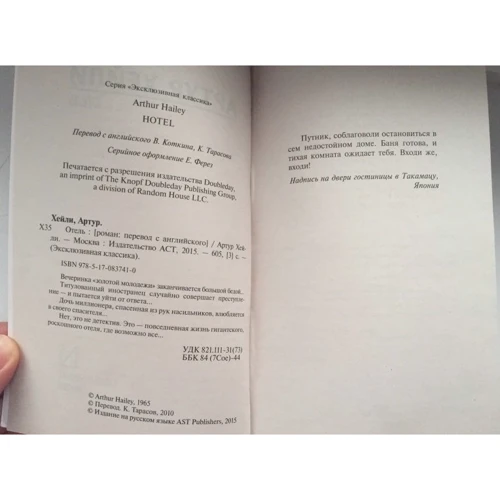 Серия «Эксклюзивная классика»
Arthur Hailey
HOTEL
Перевод с английского В. Коткина, К. Тарасова
Серийное оформление Е. Ферез
Печатается с разрешения издательства Doubleday,
an imprint of The Knopf Doubleday Publishing Group,
a division of Random House LLC.
Хейли, Артур.
Х35 Отель : [роман: перевод с английского] / Артур Хей-
ли. — Москва : Издательство АСТ, 2015. — 605, [3] с. —
(Эксклюзивная классика).
ISBN 978-5-17-083741-0
Вечеринка «золотой молодежи» заканчивается большой бедой...
Титулованный иностранец случайно совершает преступле-
ние — и пытается уйти от ответа...
Дочь миллионера, спасенная из рук насильников, влюбляется
в своего спасителя...
Нет, это не детектив. Это — повседневная жизнь гигантского,
роскошного отеля, где возможно все...
УДК 821.111-31(73)
ББК 84 (7Сое)-44
© Arthur Hailey, 1965
© Перевод. К. Тарасов, 2010
© Издание на русском языке AST Publishers, 2015
Путник, соблаговоли остановиться в
сем недостойном доме. Баня готова, и
тихая комната ожидает тебя. Входи же,
входи!
Надпись на двери гостиницы в Такамацу,
Япония